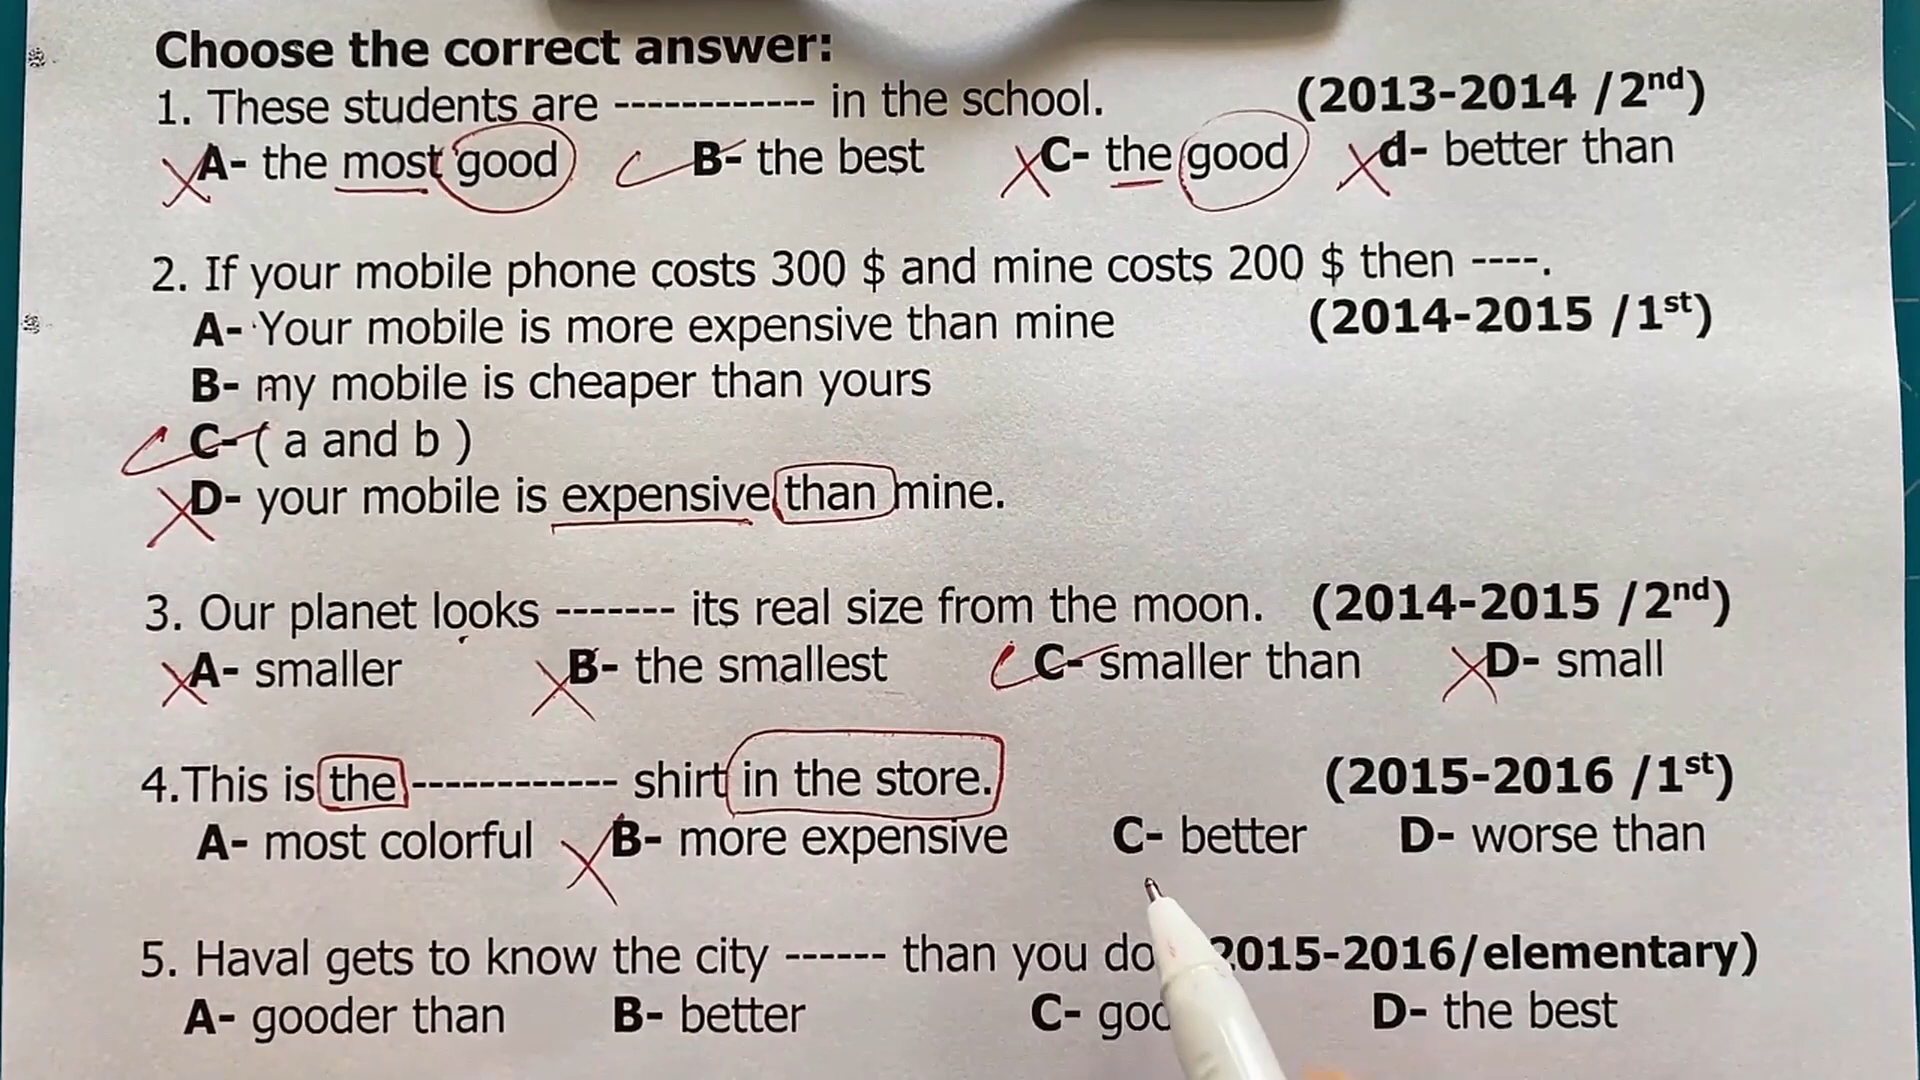 Choose the correct answer:
1. These students are ------------ in the school. (2013-2014 /2nd)
A- the most good B- the best C- the good d- better than
2. If your mobile phone costs 300 $ and mine costs 200 $ then ----.
A- Your mobile is more expensive than mine (2014-2015 /1st)
B- my mobile is cheaper than yours
C- ( a and b )
D- your mobile is expensive than mine.
3. Our planet looks ------- its real size from the moon. (2014-2015 /2nd)
A- smaller B- the smallest C- smaller than D- small
4.This is the ------------ shirt in the store. (2015-2016 /1st)
A- most colorful B- more expensive C- better D- worse than
5. Haval gets to know the city ------ than you do 2015-2016/elementary)
A- gooder than B- better C- D- the best